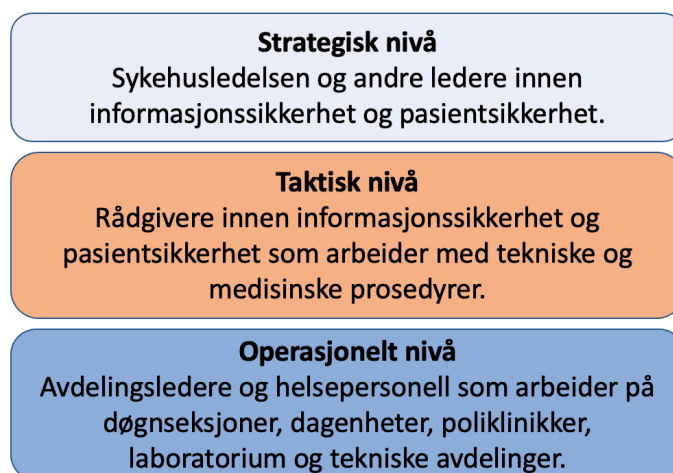 Strategisk nivå
Sykehusledelsen og andre ledere innen
informasjonssikkerhet og pasientsikkerhet.
Taktisk nivå
Rådgivere innen informasjonssikkerhet og
pasientsikkerhet som arbeider med tekniske og
medisinske prosedyrer.
Operasjonelt nivå
Avdelingsledere og helsepersonell som arbeider på
døgnseksjoner, dagenheter, poliklinikker,
laboratorium og tekniske avdelinger.